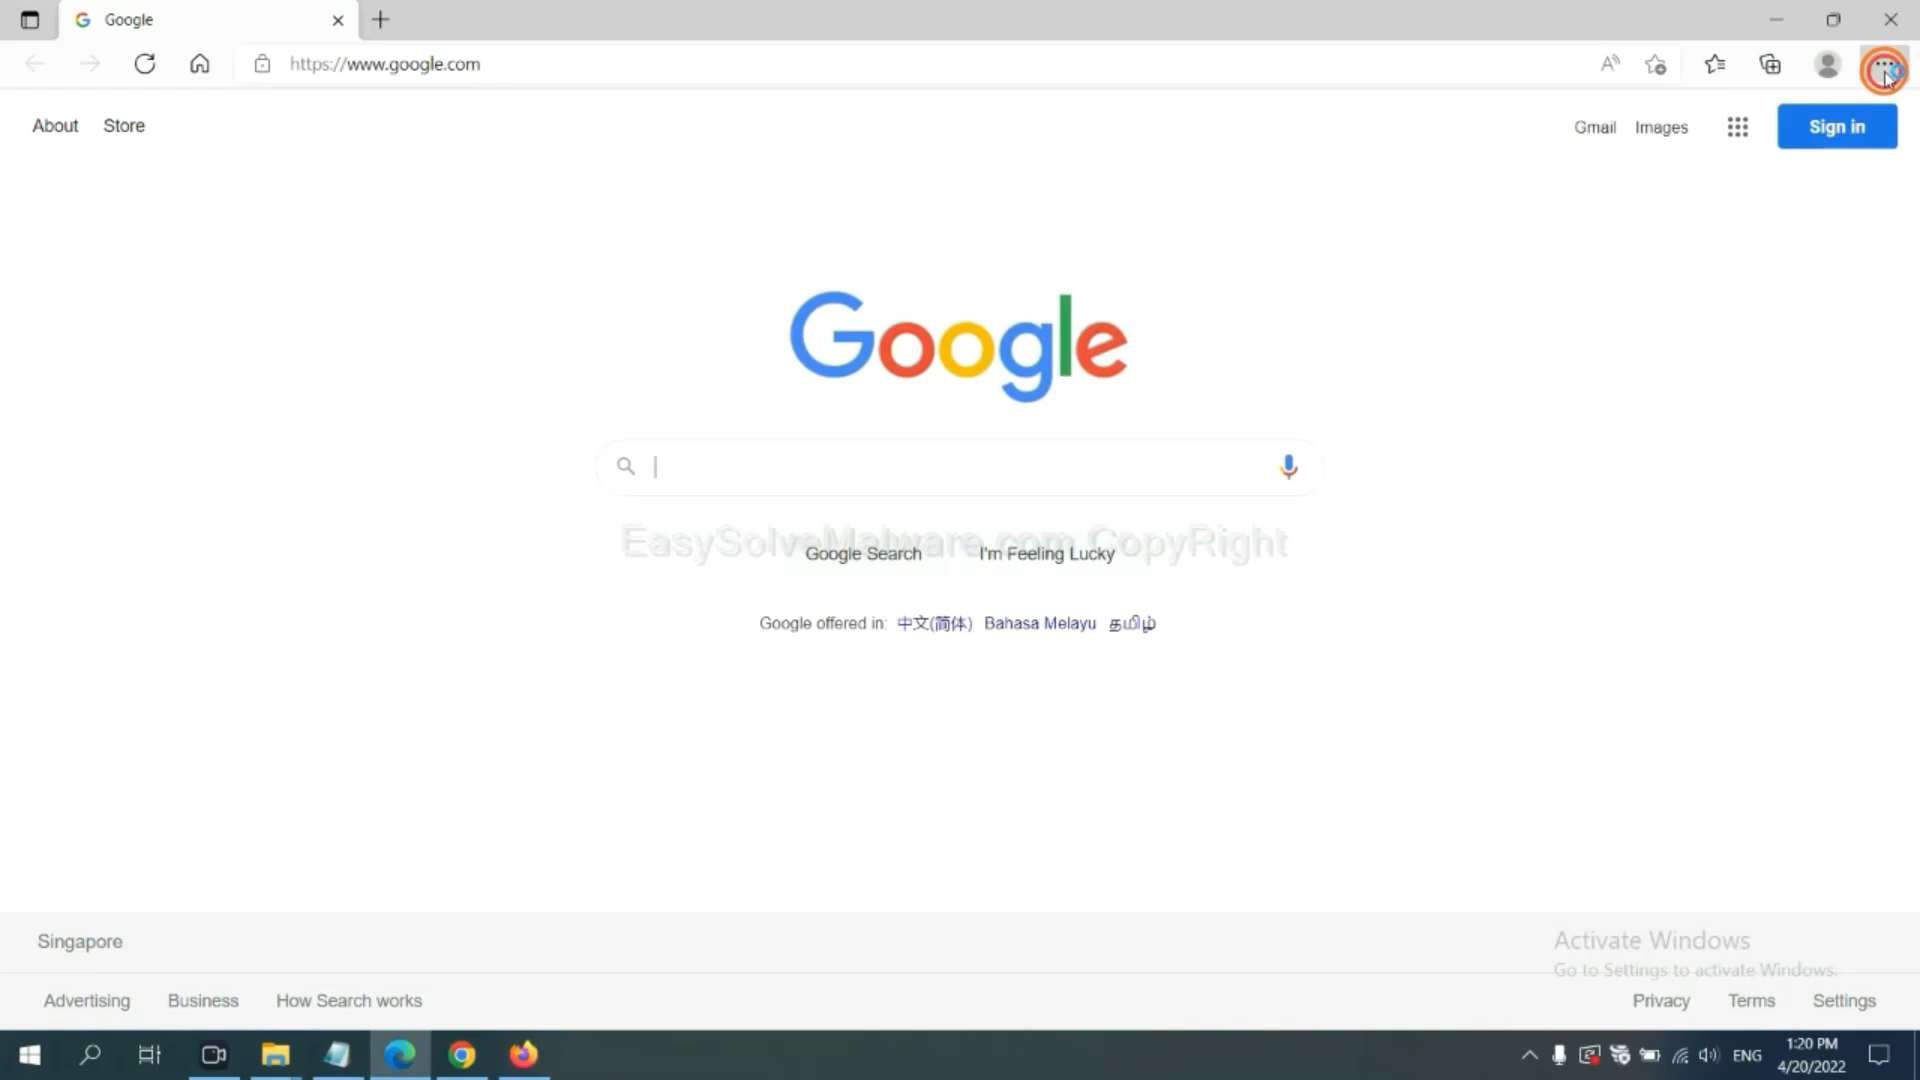 Google
https://www.google.com
About Store
Gmail Images Sign in
Google
EasySolveMalware.com CopyRight
Google Search I'm Feeling Lucky
Google offered in: 中文(简体) Bahasa Melayu தமிழ்
Singapore
Activate Windows
Go to Settings to activate Windows.
Advertising Business How Search works
Privacy Terms Settings
ENG
1:20 PM
4/20/2022